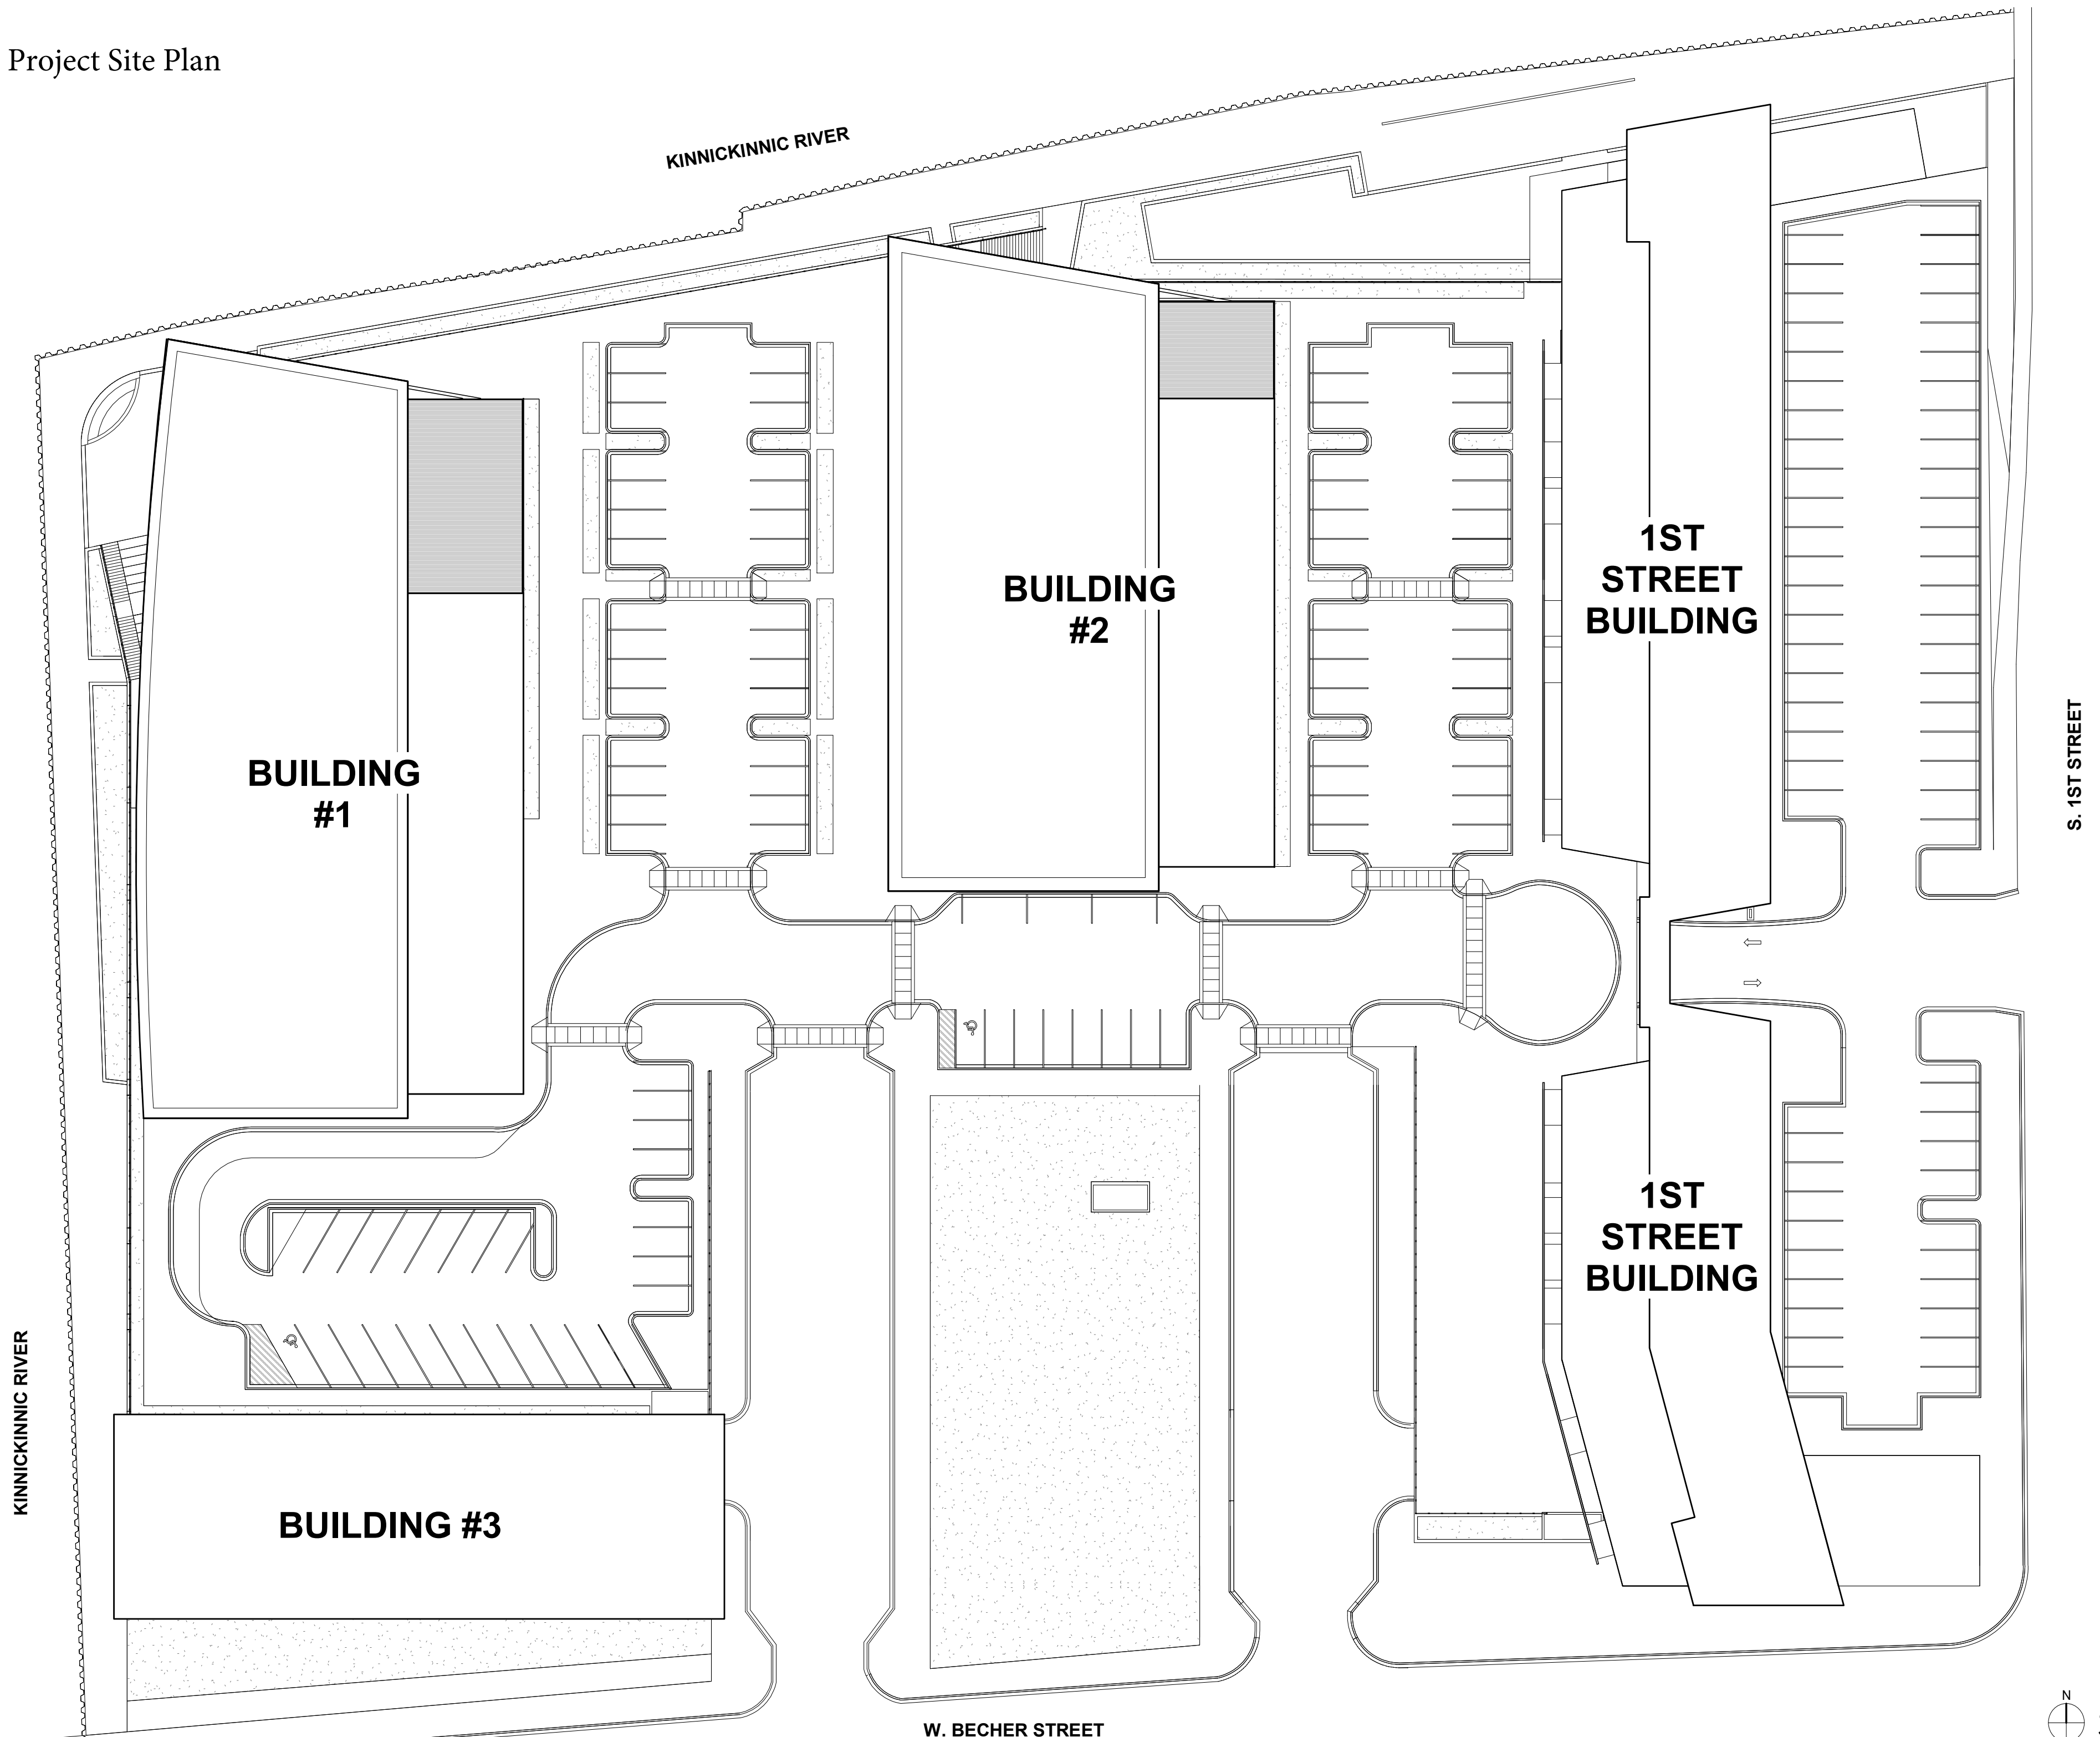 Project Site Plan
KINNICKINNIC RIVER
1ST
STREET
BUILDING
BUILDING
#2
S. 1ST STREET
BUILDING
#1
1ST
STREET
BUILDING
KINNICKINNIC RIVER
BUILDING #3
W. BECHER STREET
N